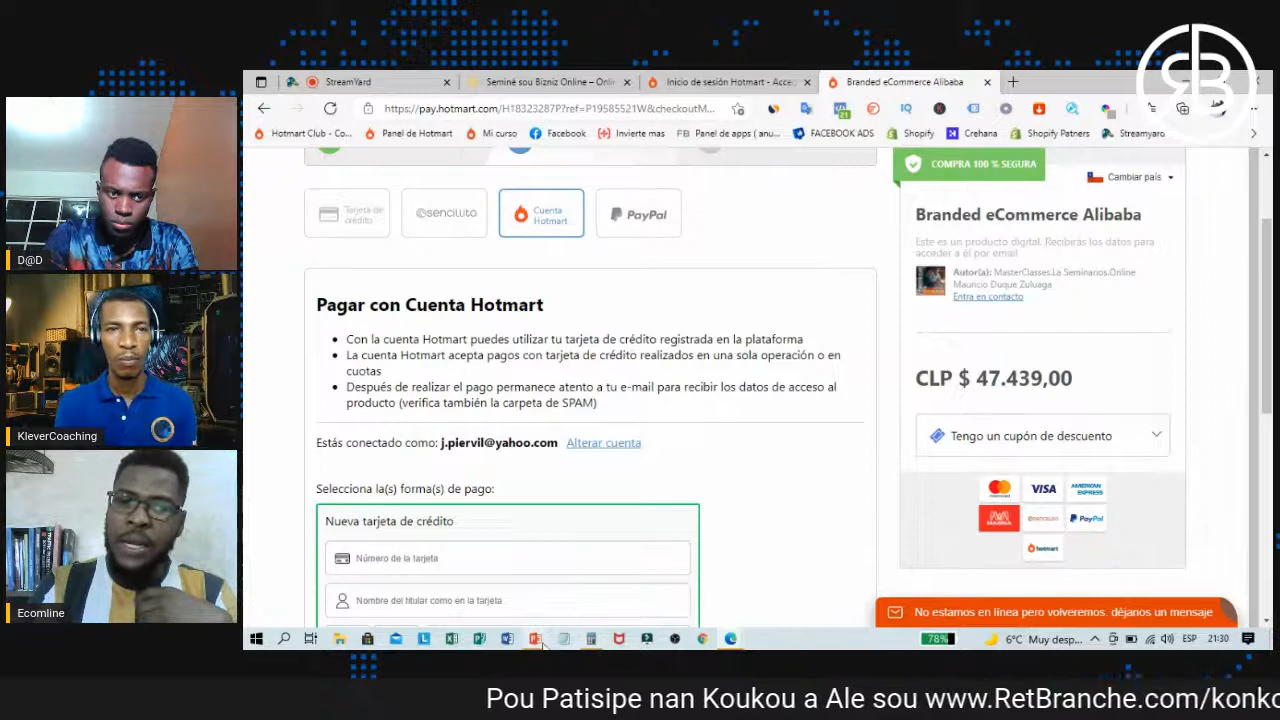 StreamYard
Seminè sou Bizniz Online – Onlin
Inicio de sesión Hotmart - Acces
Branded eCommerce Alibaba
https://pay.hotmart.com/H18323287P?ref=P19585521W&checkoutM...
Hotmart Club - Co...
Panel de Hotmart
Mi curso
Facebook
Invierte mas
Panel de apps ( anu...
FACEBOOK ADS
Shopify
Crehana
Shopify Patners
Streamyard
D@D
KleverCoaching
Ecomline
Tarjeta de crédito
sencillito
Cuenta Hotmart
PayPal
Pagar con Cuenta Hotmart
Con la cuenta Hotmart puedes utilizar tu tarjeta de crédito registrada en la plataforma
La cuenta Hotmart acepta pagos con tarjeta de crédito realizados en una sola operación o en
cuotas
Después de realizar el pago permanece atento a tu e-mail para recibir los datos de acceso al
producto (verifica también la carpeta de SPAM)
Estás conectado como: j.piervil@yahoo.com Alterar cuenta
Selecciona la(s) forma(s) de pago:
Nueva tarjeta de crédito
Número de la tarjeta
Nombre del titular como en la tarjeta
COMPRA 100 % SEGURA
Cambiar país
Branded eCommerce Alibaba
Este es un producto digital. Recibirás los datos para
acceder a él por email
Autor(a): MasterClasses.La Seminarios.Online
Mauricio Duque Zuluaga
Entra en contacto
CLP $ 47.439,00
Tengo un cupón de descuento
mastercard
VISA
AMERICAN EXPRESS
MAGNA
sencillito
PayPal
hotmart
No estamos en línea pero volveremos. déjanos un mensaje
78%
6°C Muy desp...
ESP
21:30
Pou Patisipe nan Koukou a Ale sou www.RetBranche.com/konko